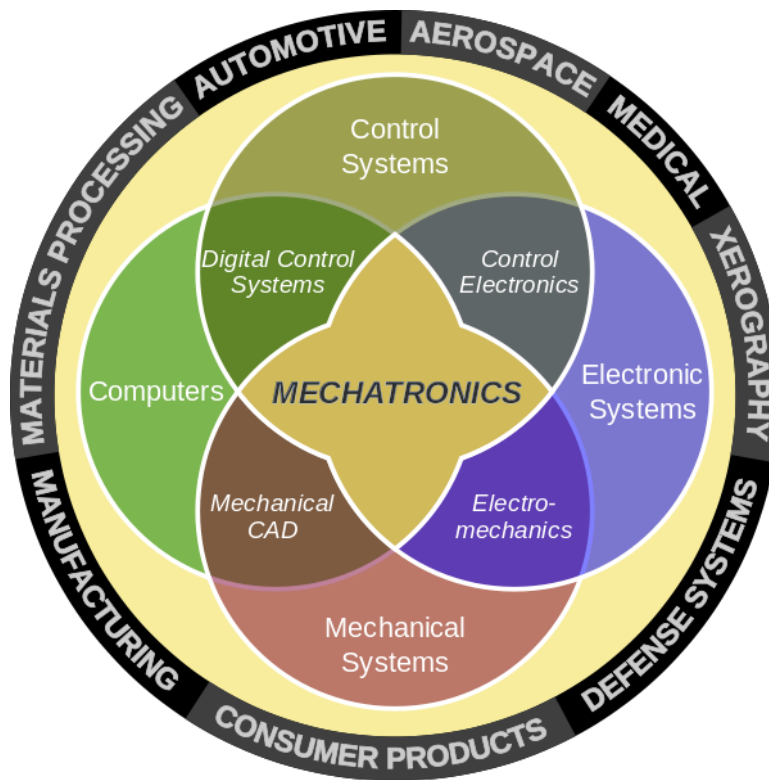 AUTOMOTIVE
AEROSPACE
MEDICAL
XEROGRAPHY
DEFENSE SYSTEMS
CONSUMER PRODUCTS
MANUFACTURING
MATERIALS PROCESSING
Control
Systems
Digital Control
Systems
Control
Electronics
Computers
MECHATRONICS
Electronic
Systems
Mechanical
CAD
Electro-
mechanics
Mechanical
Systems